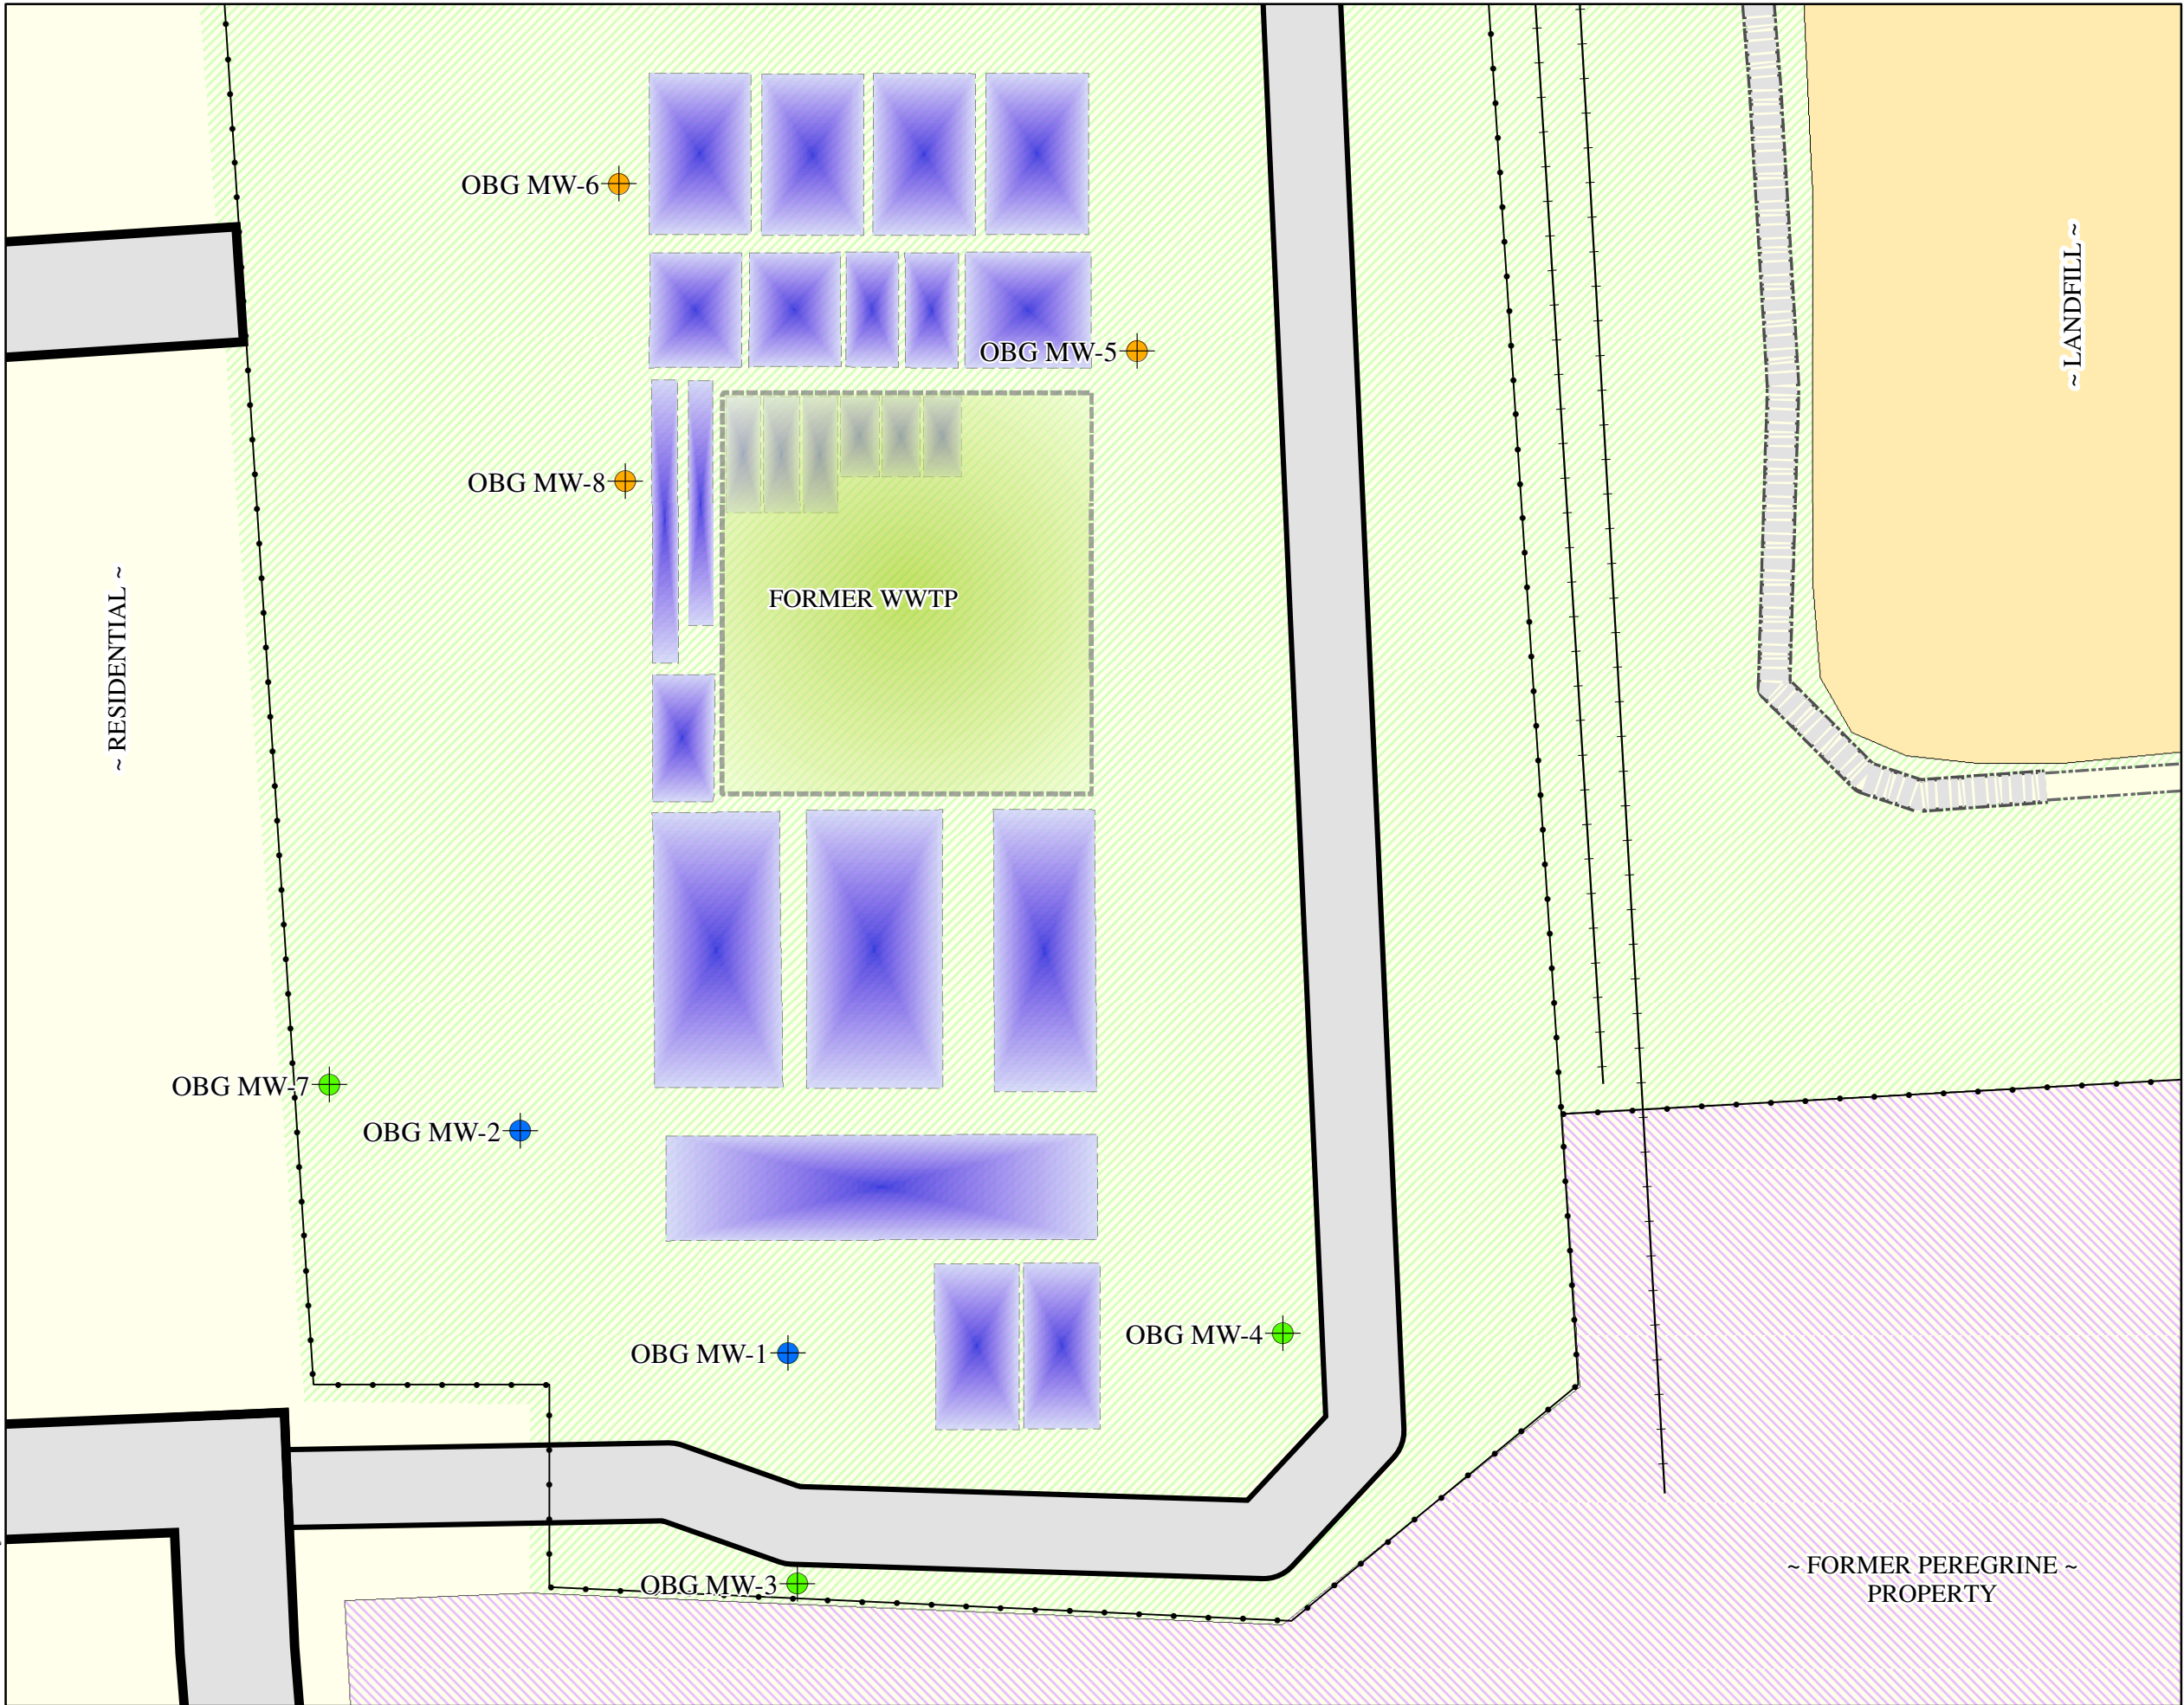 OBG MW-6
~ LANDFILL ~
OBG MW-5
OBG MW-8
FORMER WWTP
~ RESIDENTIAL ~
OBG MW-7
OBG MW-2
OBG MW-4
OBG MW-1
~ FORMER PEREGRINE ~
PROPERTY
OBG MW-3